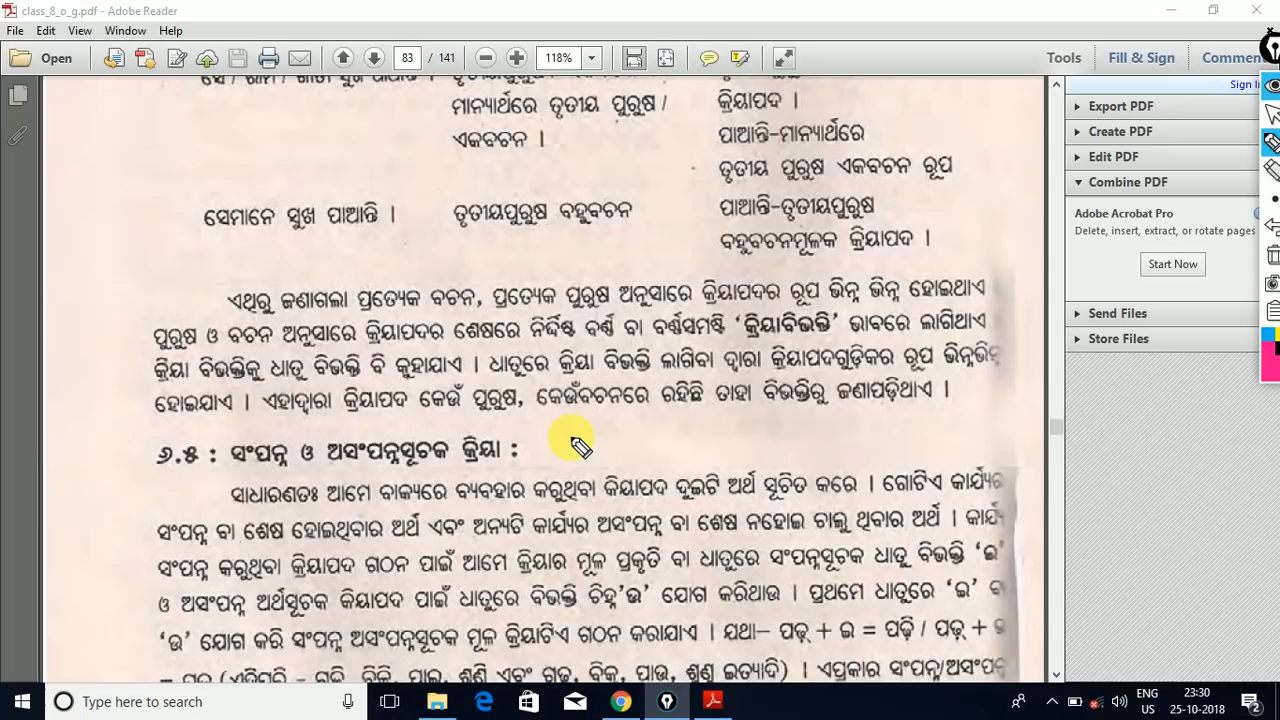 class_8_o_g.pdf - Adobe Reader
File Edit View Window Help
Open 83 / 141 118% Tools Fill & Sign Comment
Sign In
Export PDF
Create PDF
Edit PDF
Combine PDF
Adobe Acrobat Pro
Delete, insert, extract, or rotate pages
Start Now
Send Files
Store Files
ମାନ୍ୟାର୍ଥରେ ତୃତୀୟ ପୁରୁଷ / କ୍ରିୟାପଦ ।
ଏକବଚନ । ପାଆନ୍ତି-ମାନ୍ୟାର୍ଥରେ
ତୃତୀୟ ପୁରୁଷ ଏକବଚନ ରୂପ
ସେମାନେ ସୁଖ ପାଆନ୍ତି । ତୃତୀୟପୁରୁଷ ବହୁବଚନ ପାଆନ୍ତି-ତୃତୀୟପୁରୁଷ
ବହୁବଚନମୂଳକ କ୍ରିୟାପଦ ।
ଏଥିରୁ ଜଣାଗଲା ପ୍ରତ୍ୟେକ ବଚନ, ପ୍ରତ୍ୟେକ ପୁରୁଷ ଅନୁସାରେ କ୍ରିୟାପଦର ରୂପ ଭିନ୍ନ ଭିନ୍ନ ହୋଇଥାଏ
ପୁରୁଷ ଓ ବଚନ ଅନୁସାରେ କ୍ରିୟାପଦର ଶେଷରେ ନିର୍ଦ୍ଦିଷ୍ଟ ବର୍ଣ୍ଣ ବା ବର୍ଣ୍ଣସମଷ୍ଟି ‘କ୍ରିୟାବିଭକ୍ତି’ ଭାବରେ ଲାଗିଥାଏ
କ୍ରିୟା ବିଭକ୍ତିକୁ ଧାତୁ ବିଭକ୍ତି ବି କୁହାଯାଏ । ଧାତୁରେ କ୍ରିୟା ବିଭକ୍ତି ଲାଗିବା ଦ୍ୱାରା କ୍ରିୟାପଦଗୁଡ଼ିକର ରୂପ ଭିନ୍ନଭିନ୍ନ
ହୋଇଯାଏ । ଏହାଦ୍ୱାରା କ୍ରିୟାପଦ କେଉଁ ପୁରୁଷ, କେଉଁବଚନରେ ରହିଛି ତାହା ବିଭକ୍ତିରୁ ଜଣାପଡ଼ିଥାଏ ।
୬.୫ : ସଂପନ୍ନ ଓ ଅସଂପନ୍ନସୂଚକ କ୍ରିୟା :
ସାଧାରଣତଃ ଆମେ ବାକ୍ୟରେ ବ୍ୟବହାର କରୁଥିବା କିୟାପଦ ଦୁଇଟି ଅର୍ଥ ସୂଚିତ କରେ । ଗୋଟିଏ କାର୍ଯ୍ୟର
ସଂପନ୍ନ ବା ଶେଷ ହୋଇଥିବାର ଅର୍ଥ ଏବଂ ଅନ୍ୟଟି କାର୍ଯ୍ୟର ଅସଂପନ୍ନ ବା ଶେଷ ନହୋଇ ଚାଲୁ ଥିବାର ଅର୍ଥ । କାର୍ଯ୍ୟ
ସଂପନ୍ନ କରୁଥିବା କ୍ରିୟାପଦ ଗଠନ ପାଇଁ ଆମେ କ୍ରିୟାର ମୂଳ ପ୍ରକୃତି ବା ଧାତୁରେ ସଂପନ୍ନସୂଚକ ଧାତୁ ବିଭକ୍ତି ‘ଇ’
ଓ ଅସଂପନ୍ନ ଅର୍ଥସୂଚକ କିୟାପଦ ପାଇଁ ଧାତୁରେ ବିଭକ୍ତି ଚିହ୍ନ‘ଉ’ ଯୋଗ କରିଥାଉ । ପ୍ରଥମେ ଧାତୁରେ ‘ଇ’
‘ଉ’ ଯୋଗ କରି ସଂପନ୍ନ ଅସଂପନ୍ନସୂଚକ ମୂଳ କ୍ରିୟାଟିଏ ଗଠନ କରାଯାଏ । ଯଥା– ପଢ଼୍ + ଇ = ପଢ଼ି / ପଢ଼୍ +
ଇତ୍ୟାଦି) । ଏପ୍ରକାର
Type here to search
ENG 23:30
US 25-10-2018
2